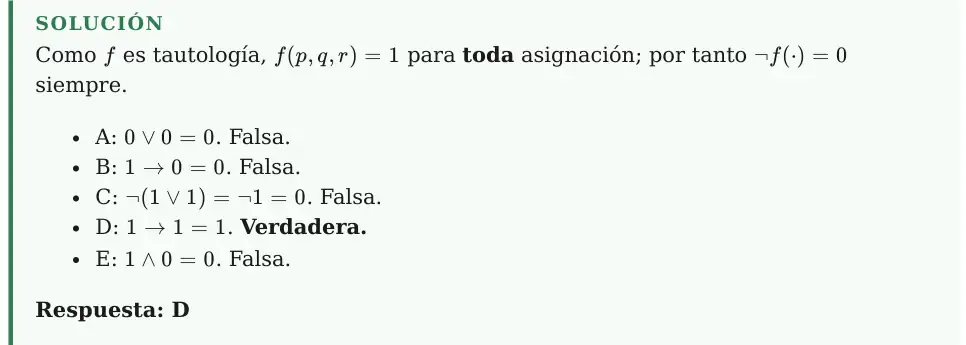 SOLUCIÓN
Como f es tautología, f(p, q, r) = 1 para toda asignación; por tanto ¬f(·) = 0
siempre.
• A: 0 ∨ 0 = 0. Falsa.
• B: 1 → 0 = 0. Falsa.
• C: ¬(1 ∨ 1) = ¬1 = 0. Falsa.
• D: 1 → 1 = 1. Verdadera.
• E: 1 ∧ 0 = 0. Falsa.
Respuesta: D